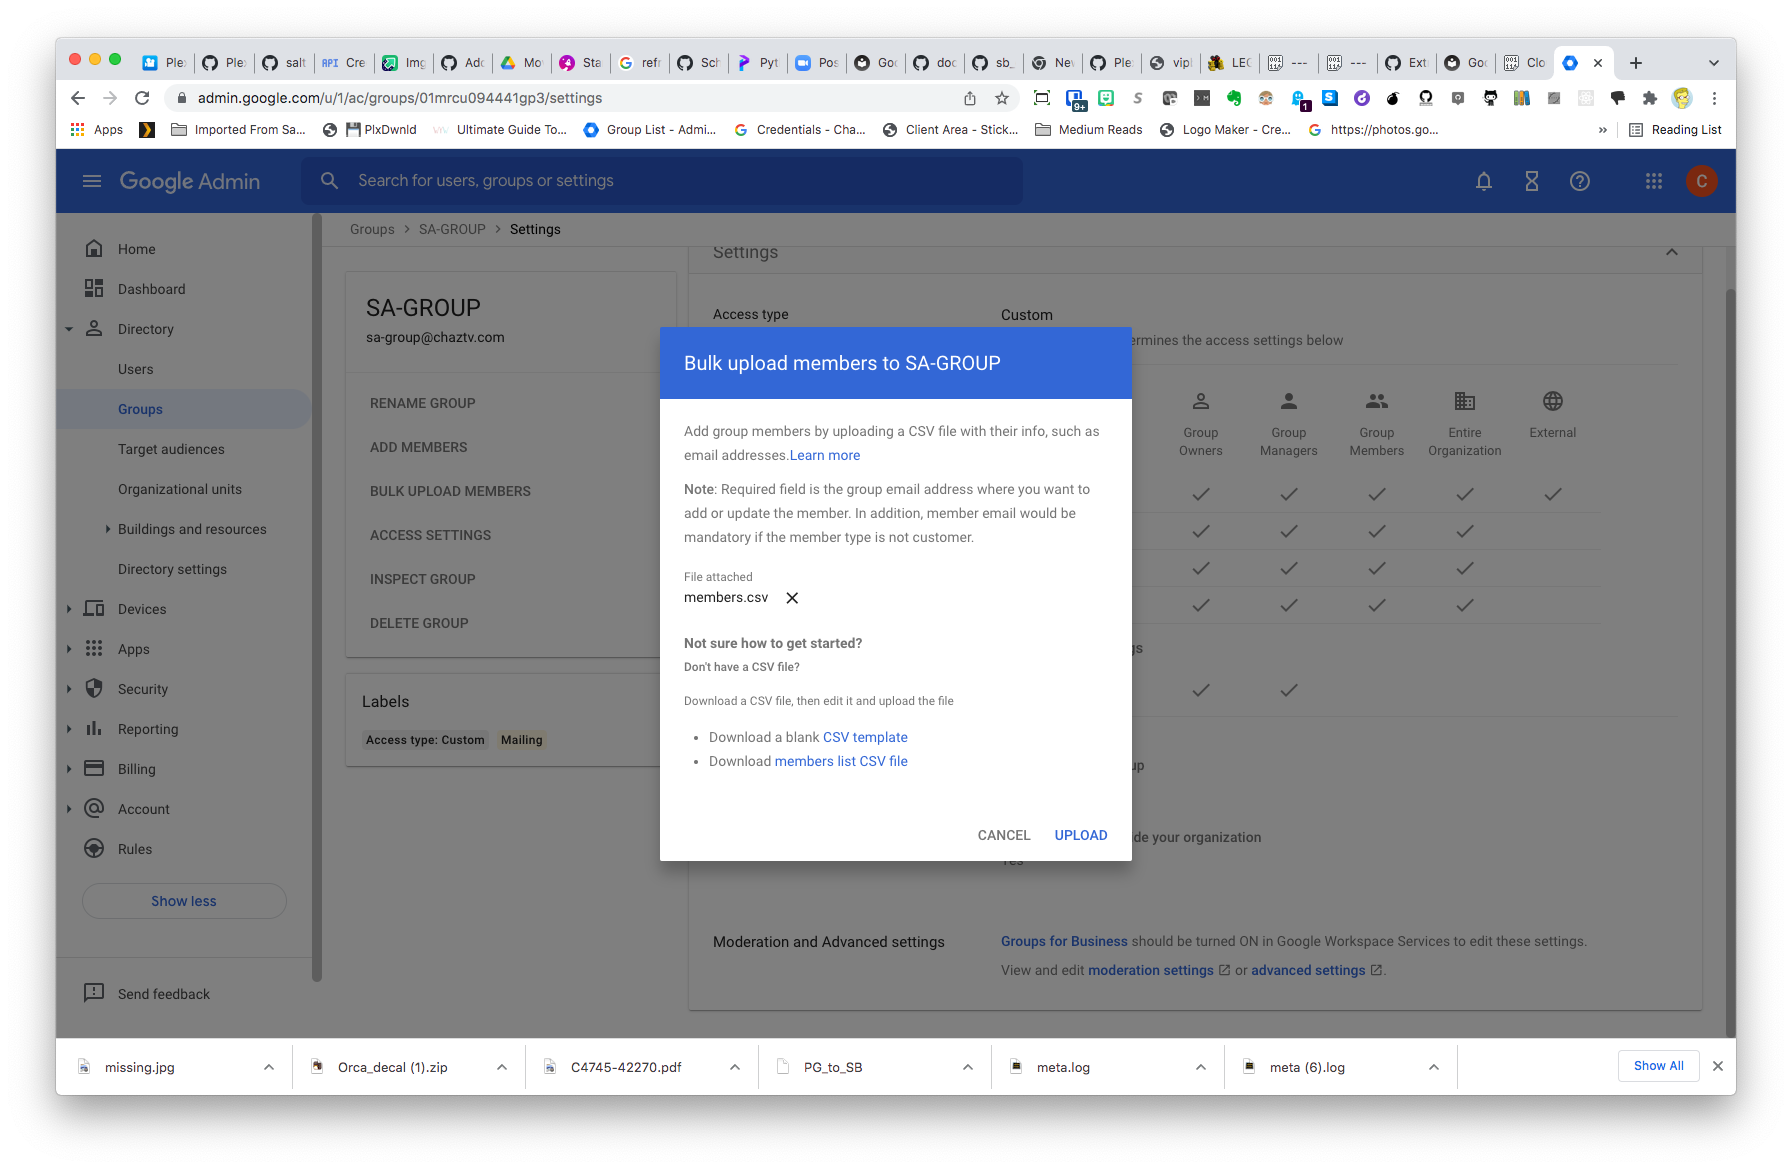 Plex
Plex
salt
API Cre
Img
Adc
Mo
Sta
refr
Sch
Pyt
Pos
Goo
doc
sb_
Nev
Ple
vipl
LEG
---
---
Ext
Goo
Clo
admin.google.com/u/1/ac/groups/01mrcu094441gp3/settings
9+
1
Apps
Imported From Sa...
PlxDwnld
Ultimate Guide To...
Group List - Admi...
Credentials - Cha...
Client Area - Stick...
Medium Reads
Logo Maker - Cre...
https://photos.go...
»
Reading List
Google Admin
Search for users, groups or settings
C
Home
Dashboard
Directory
Users
Groups
Target audiences
Organizational units
Buildings and resources
Directory settings
Devices
Apps
Security
Reporting
Billing
Account
Rules
Show less
Send feedback
Groups > SA-GROUP > Settings
SA-GROUP
sa-group@chaztv.com
RENAME GROUP
ADD MEMBERS
BULK UPLOAD MEMBERS
ACCESS SETTINGS
INSPECT GROUP
DELETE GROUP
Labels
Access type: Custom
Mailing
Settings
Access type
Custom
ermines the access settings below
Group Owners
Group Managers
Group Members
Entire Organization
External
gs
up
de your organization
Yes
Moderation and Advanced settings
Groups for Business should be turned ON in Google Workspace Services to edit these settings.
View and edit moderation settings or advanced settings .
Bulk upload members to SA-GROUP
Add group members by uploading a CSV file with their info, such as
email addresses.Learn more
Note: Required field is the group email address where you want to
add or update the member. In addition, member email would be
mandatory if the member type is not customer.
File attached
members.csv
Not sure how to get started?
Don't have a CSV file?
Download a CSV file, then edit it and upload the file
Download a blank CSV template
Download members list CSV file
CANCEL
UPLOAD
missing.jpg
Orca_decal (1).zip
C4745-42270.pdf
PG_to_SB
meta.log
meta (6).log
Show All